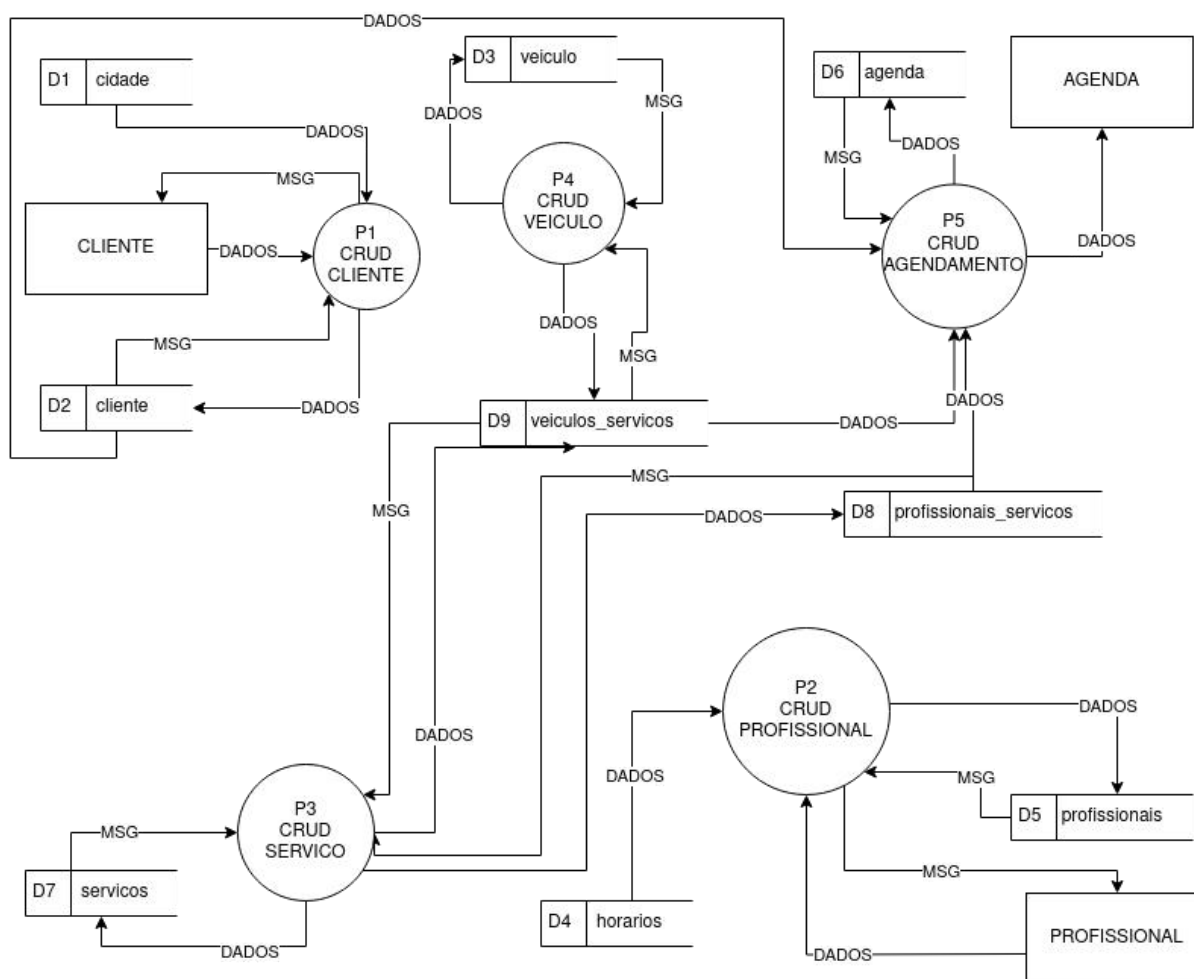 DADOS
D1
cidade
DADOS
MSG
CLIENTE
DADOS
P1
CRUD
CLIENTE
MSG
D2
cliente
DADOS
D3
veiculo
DADOS
MSG
P4
CRUD
VEICULO
DADOS
MSG
D9
veiculos_servicos
D6
agenda
MSG
DADOS
AGENDA
P5
CRUD
AGENDAMENTO
DADOS
DADOS
DADOS
MSG
MSG
DADOS
D8
profissionais_servicos
DADOS
P3
CRUD
SERVICO
MSG
D7
servicos
DADOS
P2
CRUD
PROFISSIONAL
DADOS
DADOS
MSG
D5
profissionais
MSG
D4
horarios
DADOS
PROFISSIONAL